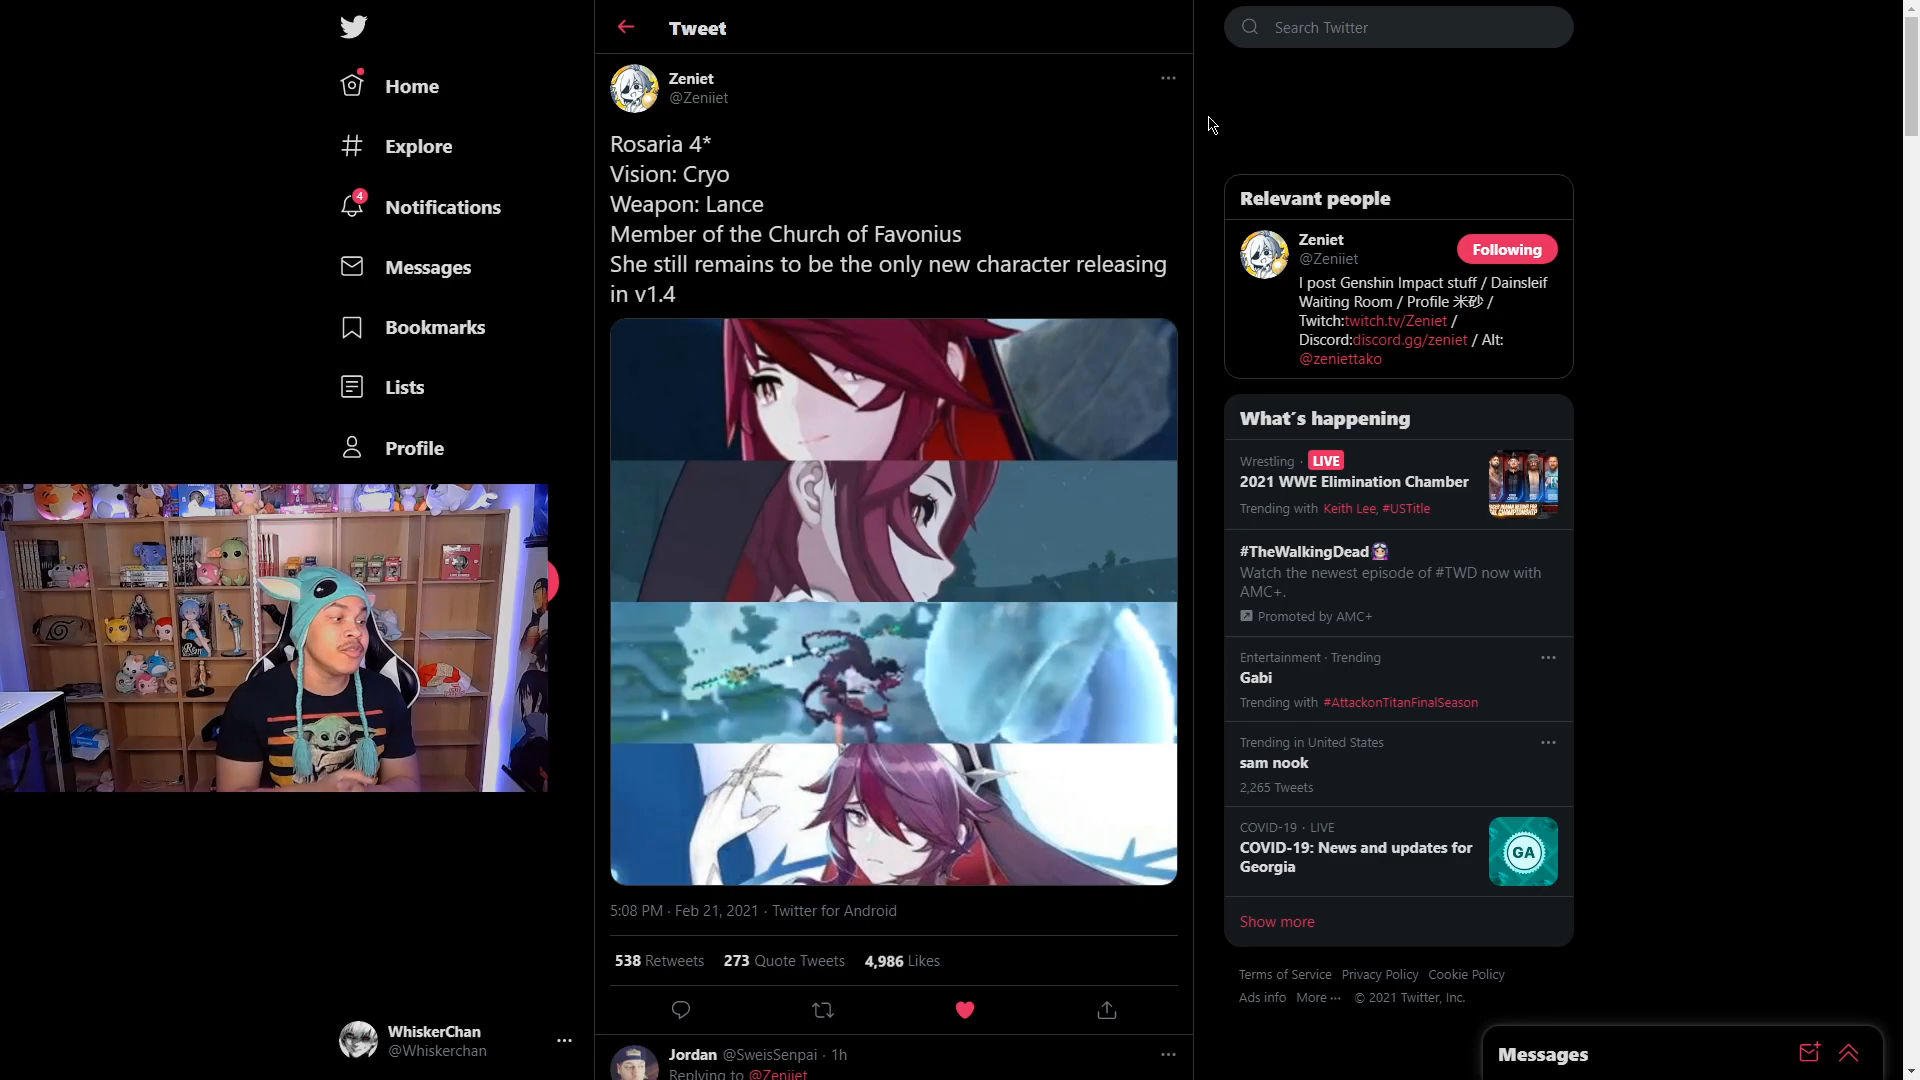 Home
Explore
4
Notifications
Messages
Bookmarks
Lists
Profile
WhiskerChan
@Whiskerchan
Tweet
Zeniet
@Zeniiet
Rosaria 4*
Vision: Cryo
Weapon: Lance
Member of the Church of Favonius
She still remains to be the only new character releasing
in v1.4
5:08 PM · Feb 21, 2021 · Twitter for Android
538 Retweets 273 Quote Tweets 4,986 Likes
Jordan @SweisSenpai · 1h
Replying to @Zeniiet
Search Twitter
Relevant people
Zeniet
@Zeniiet
Following
I post Genshin Impact stuff / Dainsleif
Waiting Room / Profile 米砂 /
Twitch:twitch.tv/Zeniet /
Discord:discord.gg/zeniet / Alt:
@zeniettako
What's happening
Wrestling · LIVE
2021 WWE Elimination Chamber
Trending with Keith Lee, #USTitle
#TheWalkingDead
Watch the newest episode of #TWD now with
AMC+.
Promoted by AMC+
Entertainment · Trending
Gabi
Trending with #AttackonTitanFinalSeason
Trending in United States
sam nook
2,265 Tweets
COVID-19 · LIVE
COVID-19: News and updates for
Georgia
GA
Show more
Terms of Service Privacy Policy Cookie Policy
Ads info More ··· © 2021 Twitter, Inc.
Messages